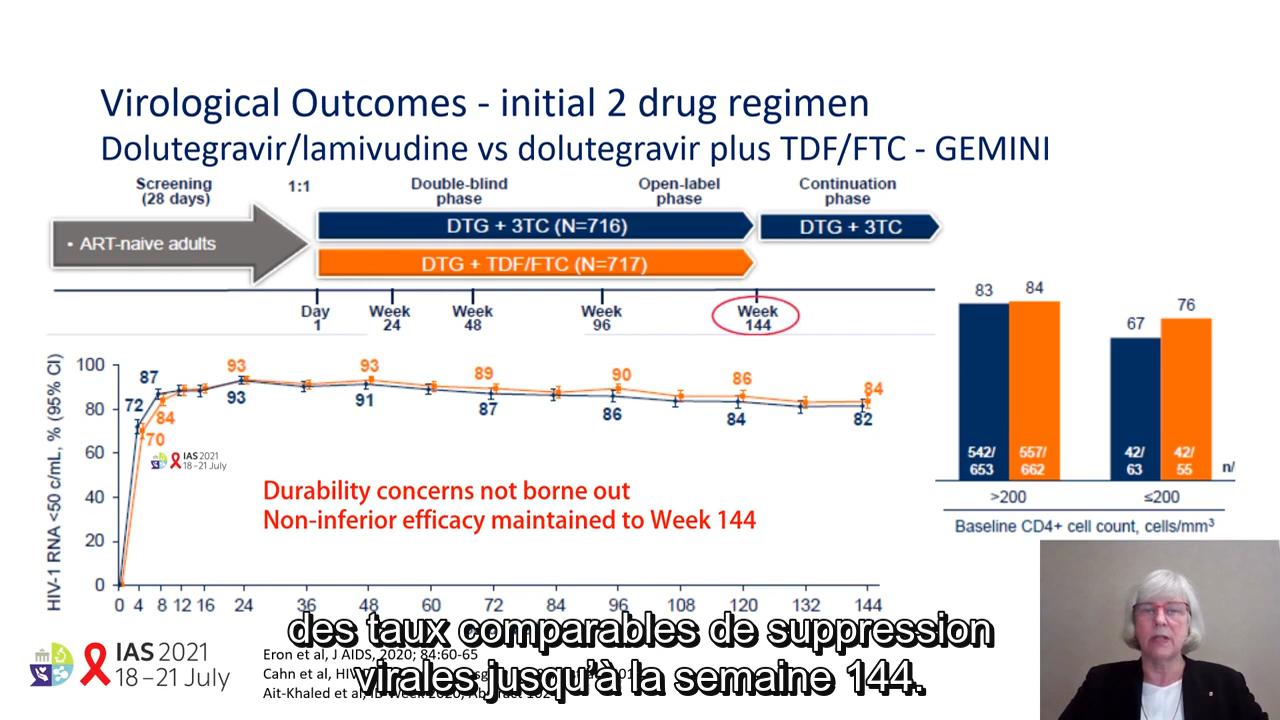 Virological Outcomes - initial 2 drug regimen
Dolutegravir/lamivudine vs dolutegravir plus TDF/FTC - GEMINI
Screening
(28 days)
1:1
Double-blind
phase
Open-label
phase
Continuation
phase
• ART-naive adults
DTG + 3TC (N=716)
DTG + 3TC
DTG + TDF/FTC (N=717)
Day
1
Week
24
Week
48
Week
96
Week
144
HIV-1 RNA <50 c/mL, % (95% CI)
100
80
60
40
20
0
72
87
93
91
87
86
84
82
70
84
93
93
89
90
86
84
0 4 8 12 16 24 36 48 60 72 84 96 108 120 132 144
IAS 2021
18–21 July
Durability concerns not borne out
Non-inferior efficacy maintained to Week 144
83
84
67
76
542/
653
557/
662
42/
63
42/
55
n/
>200
≤200
Baseline CD4+ cell count, cells/mm³
IAS 2021
18–21 July
Eron et al, J AIDS, 2020; 84:60-65
Cahn et al, HIV
Ait-Khaled et al,
des taux comparables de suppression
virales jusqu'à la semaine 144.